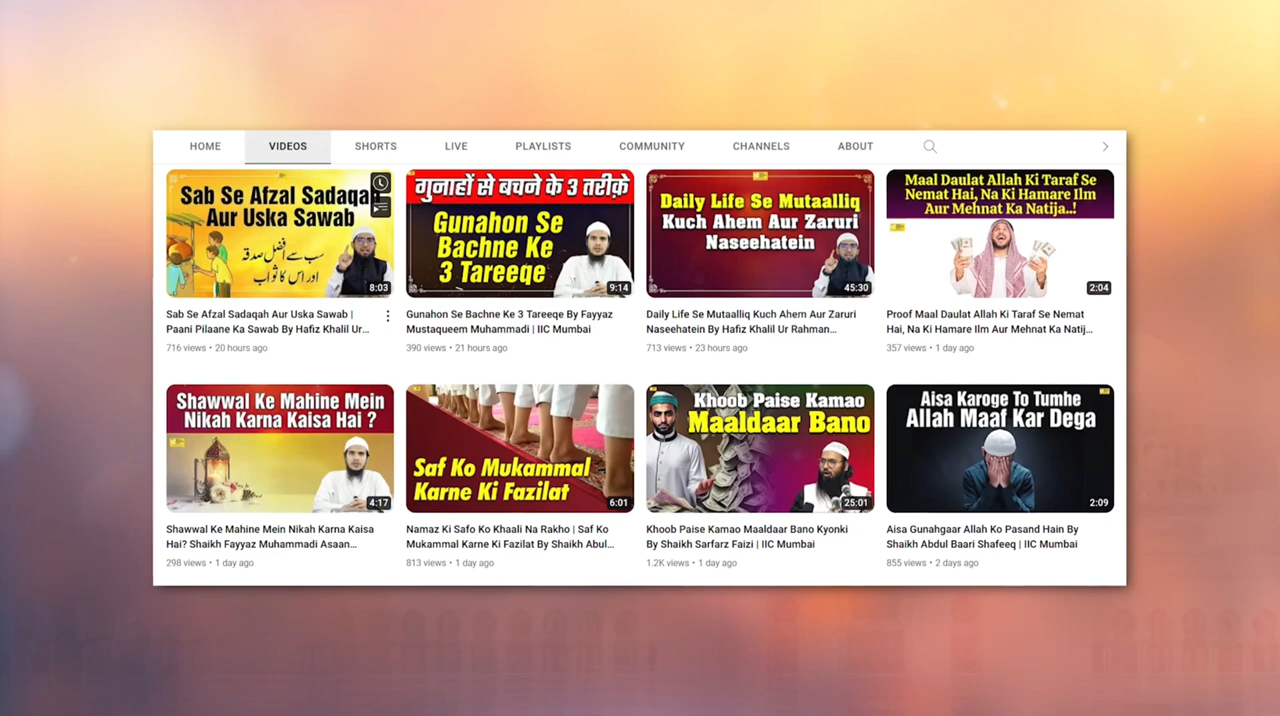 HOME
VIDEOS
SHORTS
LIVE
PLAYLISTS
COMMUNITY
CHANNELS
ABOUT
Sab Se Afzal Sadaqah
Aur Uska Sawab
سب سے افضل صدقہ
اور اس کا ثواب
8:03
Sab Se Afzal Sadaqah Aur Uska Sawab |
Paani Pilaane Ka Sawab By Hafiz Khalil Ur...
716 views • 20 hours ago
गुनाहों से बचने के 3 तरीक़े
Gunahon Se
Bachne Ke
3 Tareeqe
9:14
Gunahon Se Bachne Ke 3 Tareeqe By Fayyaz
Mustaqueem Muhammadi | IIC Mumbai
390 views • 21 hours ago
Daily Life Se Mutaalliq
Kuch Ahem Aur Zaruri
Naseehatein
45:30
Daily Life Se Mutaalliq Kuch Ahem Aur Zaruri
Naseehatein By Hafiz Khalil Ur Rahman...
713 views • 23 hours ago
Maal Daulat Allah Ki Taraf Se
Nemat Hai, Na Ki Hamare Ilm
Aur Mehnat Ka Natija..!
2:04
Proof Maal Daulat Allah Ki Taraf Se Nemat
Hai, Na Ki Hamare Ilm Aur Mehnat Ka Natij...
357 views • 1 day ago
Shawwal Ke Mahine Mein
Nikah Karna Kaisa Hai ?
4:17
Shawwal Ke Mahine Mein Nikah Karna Kaisa
Hai? Shaikh Fayyaz Muhammadi Asaan...
298 views • 1 day ago
Saf Ko Mukammal
Karne Ki Fazilat
6:01
Namaz Ki Safo Ko Khaali Na Rakho | Saf Ko
Mukammal Karne Ki Fazilat By Shaikh Abul...
813 views • 1 day ago
Khoob Paise Kamao
Maaldaar Bano
25:01
Khoob Paise Kamao Maaldaar Bano Kyonki
By Shaikh Sarfarz Faizi | IIC Mumbai
1.2K views • 1 day ago
Aisa Karoge To Tumhe
Allah Maaf Kar Dega
2:09
Aisa Gunahgaar Allah Ko Pasand Hain By
Shaikh Abdul Baari Shafeeq | IIC Mumbai
855 views • 2 days ago